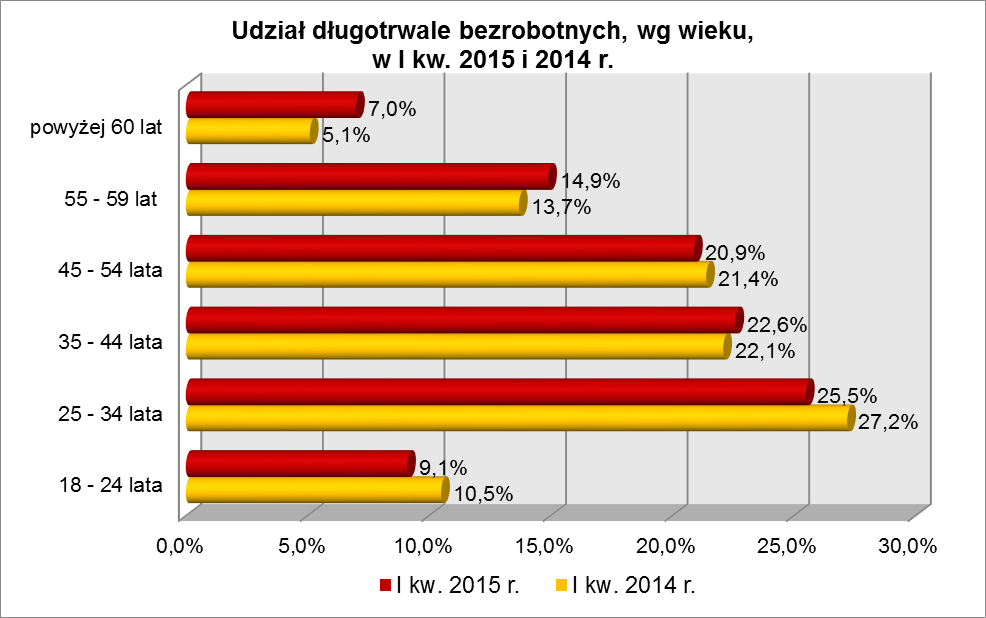 Udział długotrwale bezrobotnych, wg wieku,
w I kw. 2015 i 2014 r.
powyżej 60 lat
7,0%
5,1%
55 - 59 lat
14,9%
13,7%
45 - 54 lata
20,9%
21,4%
35 - 44 lata
22,6%
22,1%
25 - 34 lata
25,5%
27,2%
18 - 24 lata
9,1%
10,5%
0,0% 5,0% 10,0% 15,0% 20,0% 25,0% 30,0%
I kw. 2015 r. I kw. 2014 r.